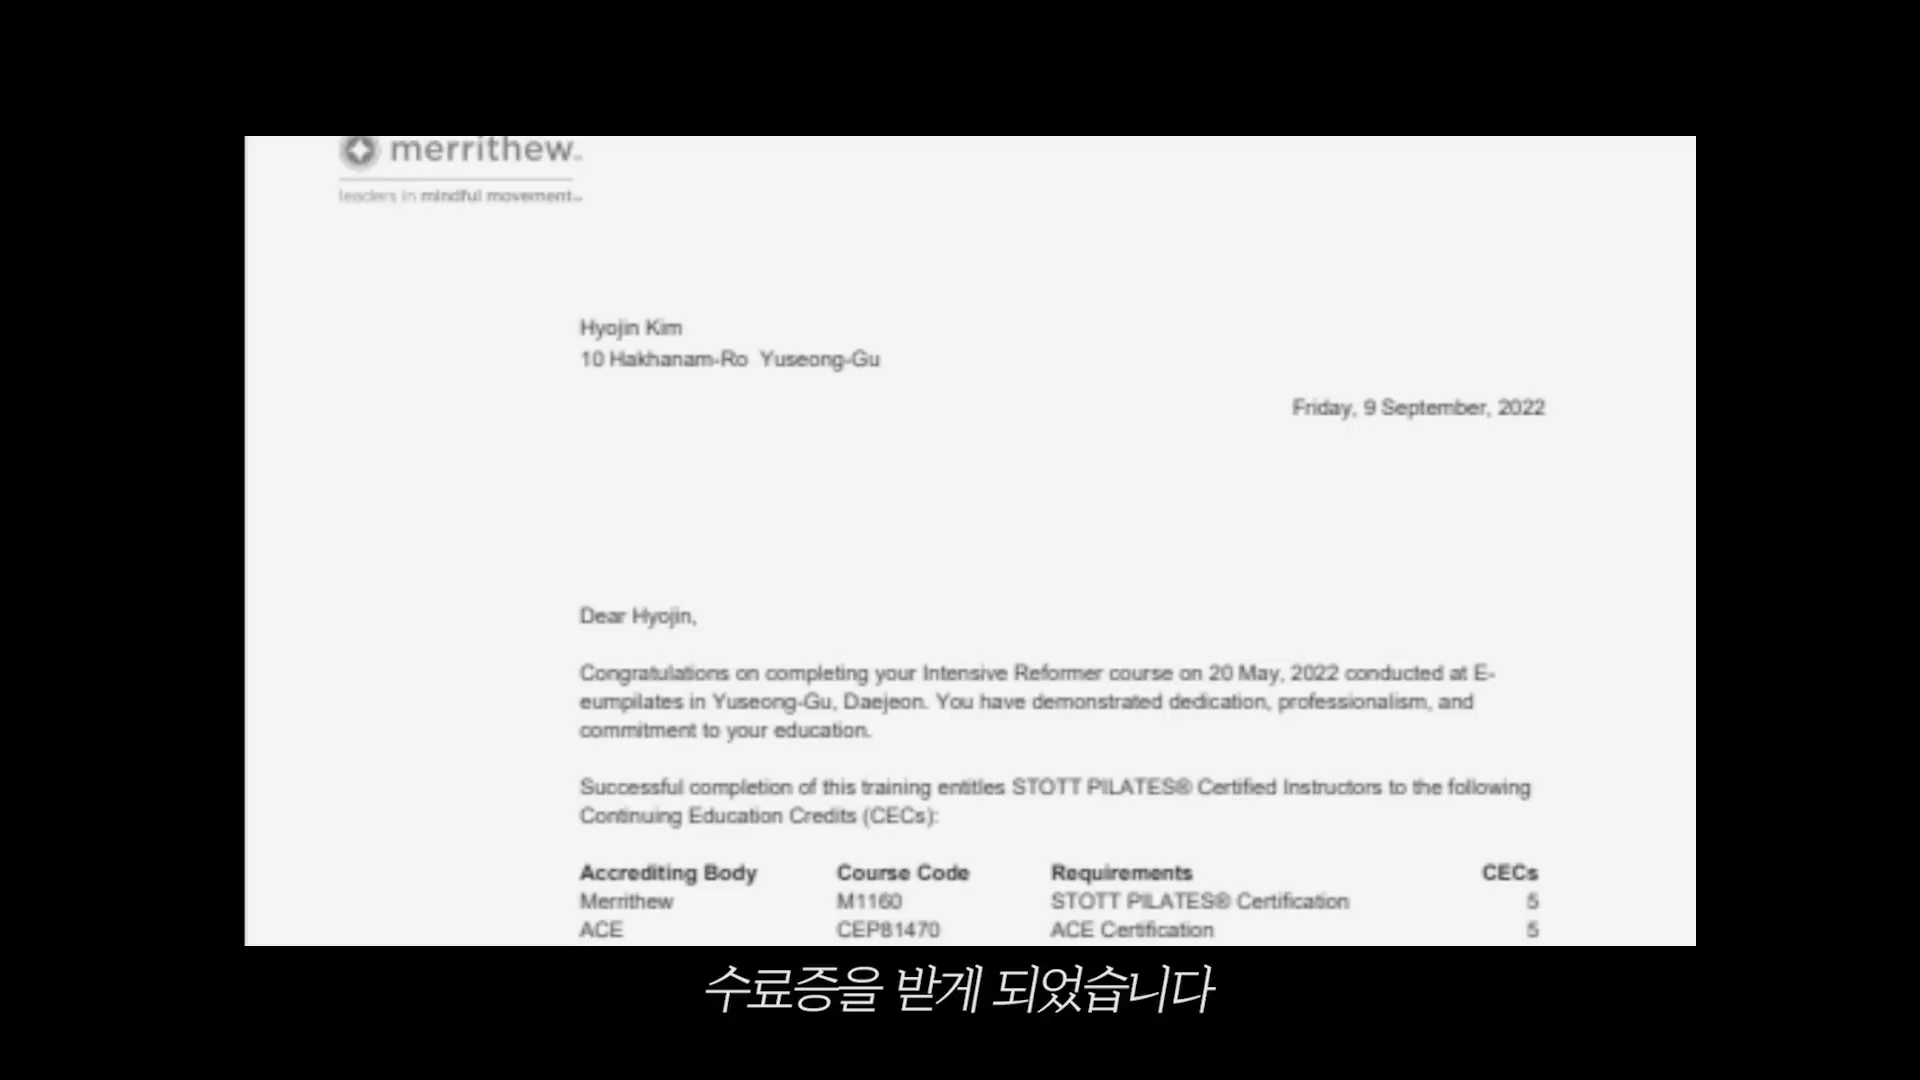 merrithew™
leaders in mindful movement™
Hyojin Kim
10 Hakhanam-Ro Yuseong-Gu
Friday, 9 September, 2022
Dear Hyojin,
Congratulations on completing your Intensive Reformer course on 20 May, 2022 conducted at E-
eumpilates in Yuseong-Gu, Daejeon. You have demonstrated dedication, professionalism, and
commitment to your education.
Successful completion of this training entitles STOTT PILATES® Certified Instructors to the following
Continuing Education Credits (CECs):
Accrediting Body Course Code Requirements CECs
Merrithew M1160 STOTT PILATES® Certification 5
ACE CEP81470 ACE Certification 5
수료증을 받게 되었습니다